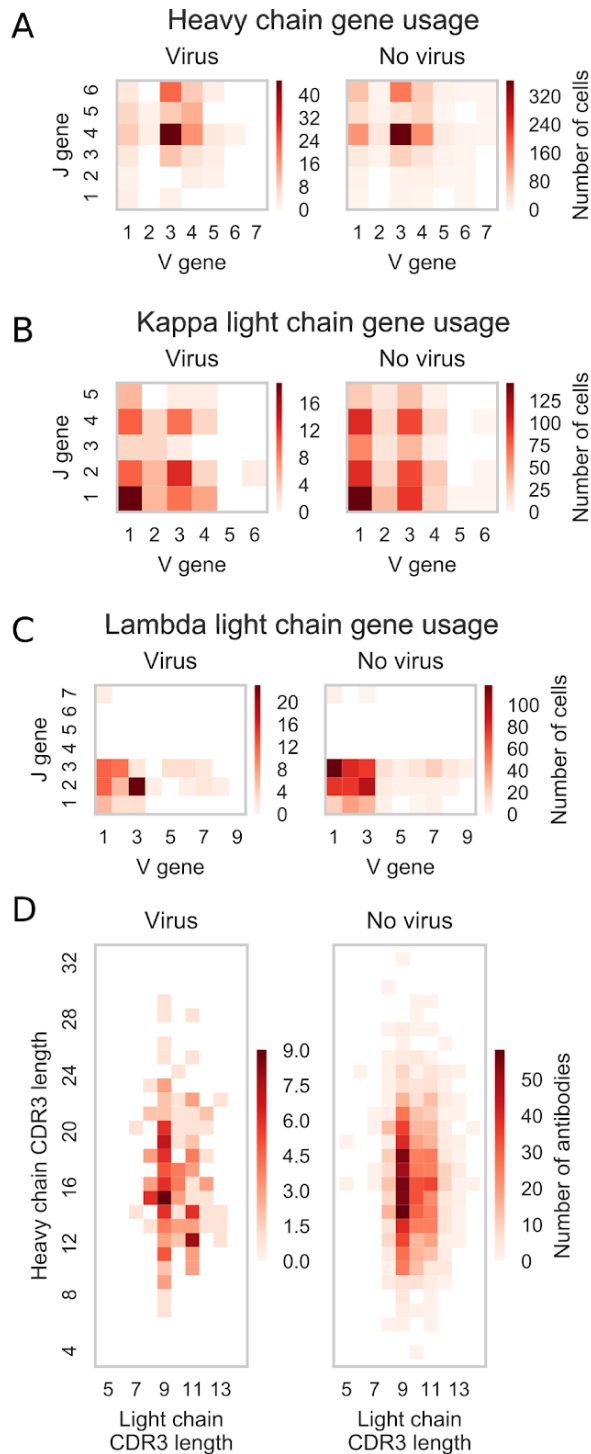 A
Heavy chain gene usage
Virus
No virus
J gene
6
5
4
3
2
1
1 2 3 4 5 6 7
V gene
40
32
24
16
8
0
1 2 3 4 5 6 7
V gene
320
240
160
80
0
Number of cells
B
Kappa light chain gene usage
Virus
No virus
J gene
5
4
3
2
1
1 2 3 4 5 6
V gene
16
12
8
4
0
1 2 3 4 5 6
V gene
125
100
75
50
25
0
Number of cells
C
Lambda light chain gene usage
Virus
No virus
J gene
7
6
5
4
3
2
1
1 3 5 7 9
V gene
20
16
12
8
4
0
1 3 5 7 9
V gene
100
80
60
40
20
0
Number of cells
D
Virus
No virus
Heavy chain CDR3 length
32
28
24
20
16
12
8
4
5 7 9 11 13
Light chain
CDR3 length
9.0
7.5
6.0
4.5
3.0
1.5
0.0
5 7 9 11 13
Light chain
CDR3 length
50
40
30
20
10
0
Number of antibodies